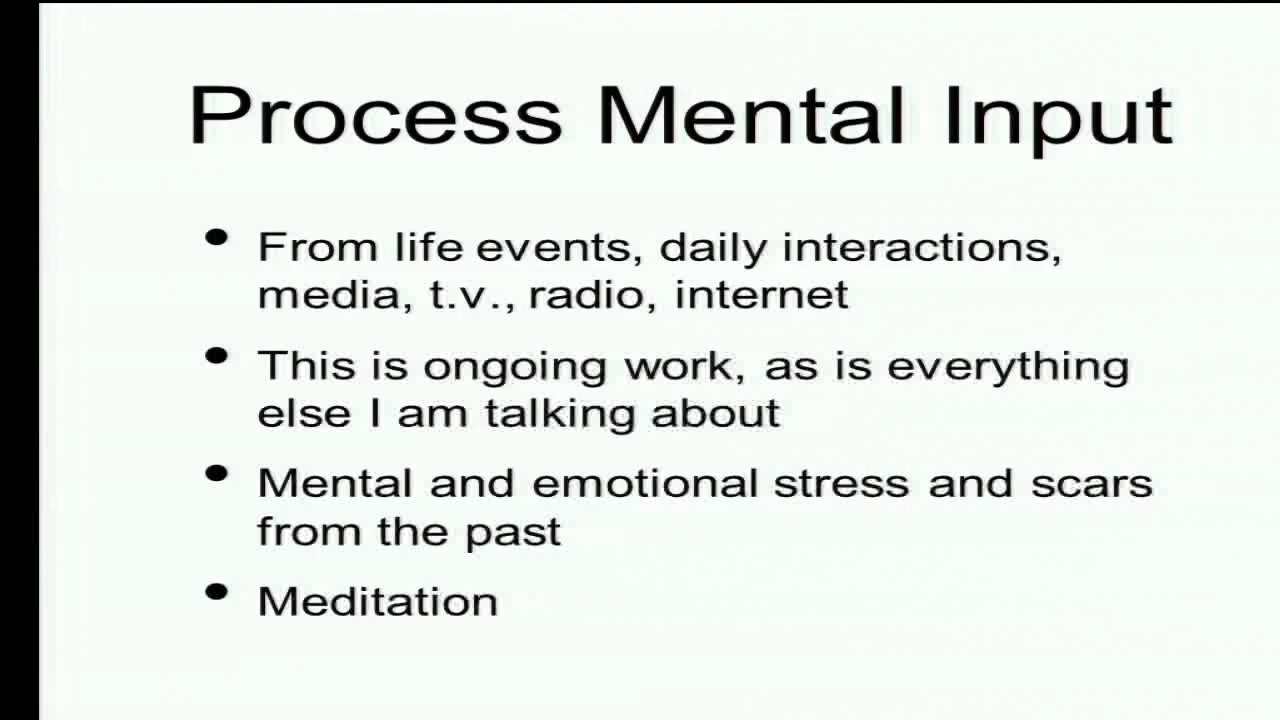 Process Mental Input
• From life events, daily interactions,
media, t.v., radio, internet
• This is ongoing work, as is everything
else I am talking about
• Mental and emotional stress and scars
from the past
• Meditation